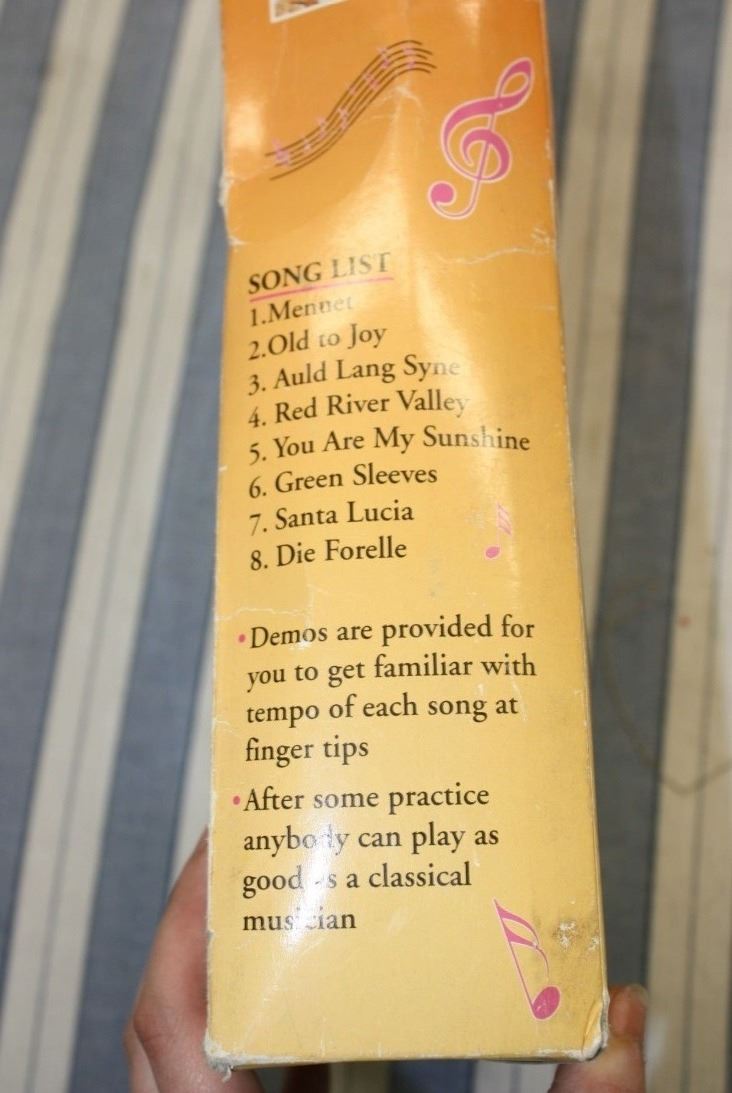 SONG LIST
1.Menuet
2.Old to Joy
3. Auld Lang Syne
4. Red River Valley
5. You Are My Sunshine
6. Green Sleeves
7. Santa Lucia
8. Die Forelle
•Demos are provided for
you to get familiar with
tempo of each song at
finger tips
•After some practice
anybody can play as
good as a classical
musician